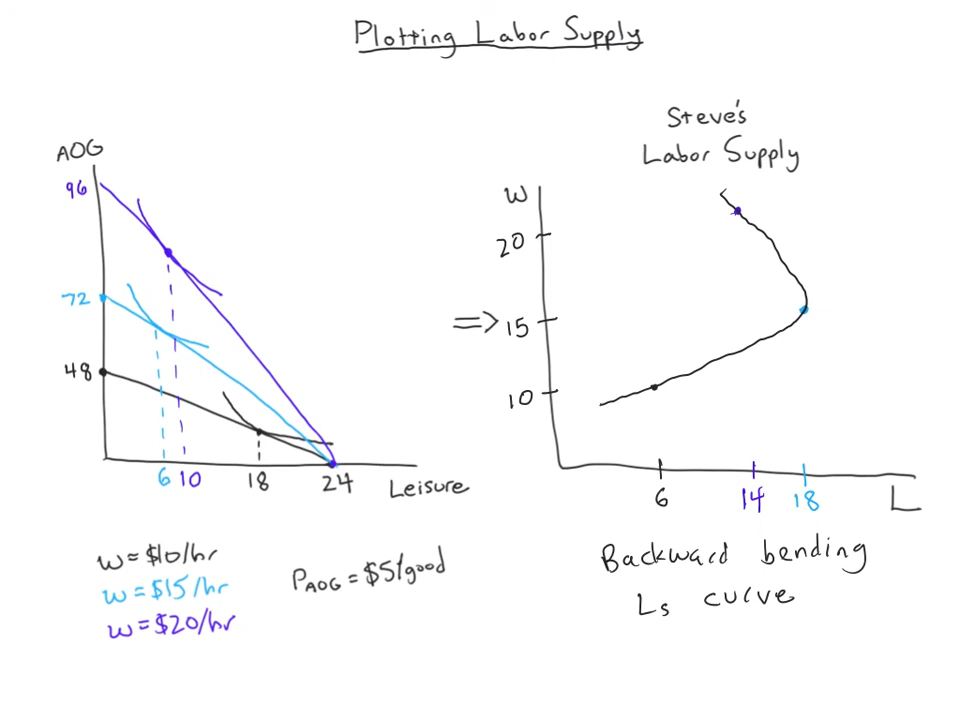 Plotting Labor Supply
AOG
96
72
48
6
10
18
24
Leisure
w = $10/hr
w = $15/hr
w = $20/hr
PAOG = $5/good
Steve's
Labor Supply
W
20
=> 15
10
6
14
18
L
Backward bending
Ls curve